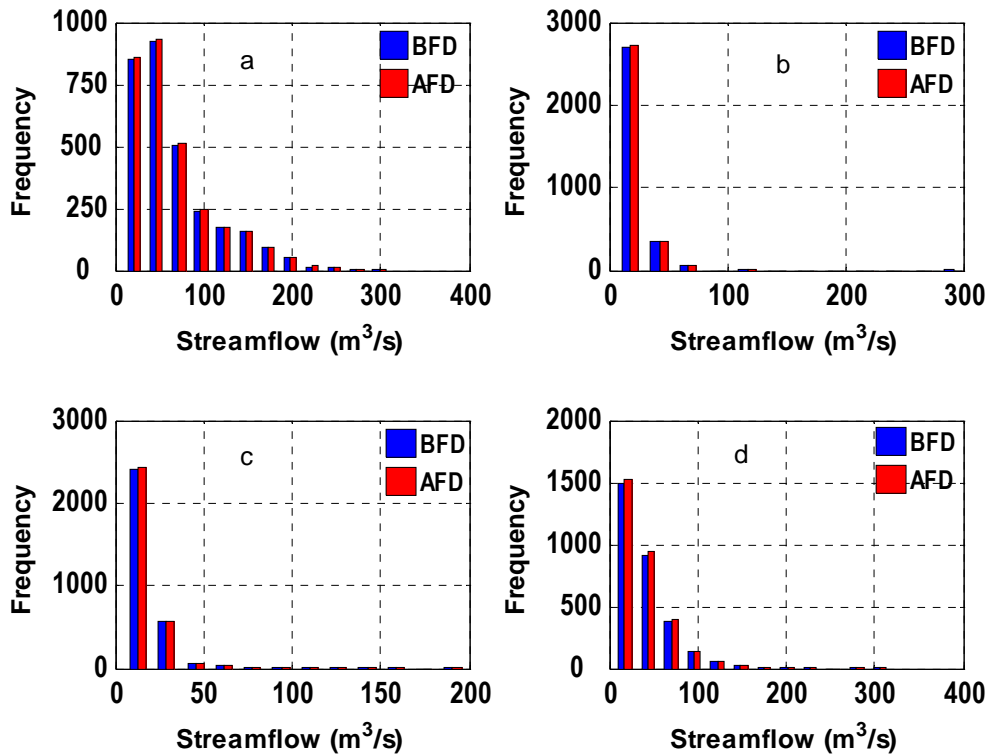 1000
750
500
250
0
Frequency
a
BFD
AFD
0 100 200 300 400
Streamflow (m³/s)
3000
2000
1000
0
Frequency
b
BFD
AFD
0 100 200 300
Streamflow (m³/s)
3000
2000
1000
0
Frequency
c
BFD
AFD
0 50 100 150 200
Streamflow (m³/s)
2000
1500
1000
500
0
Frequency
d
BFD
AFD
0 100 200 300 400
Streamflow (m³/s)